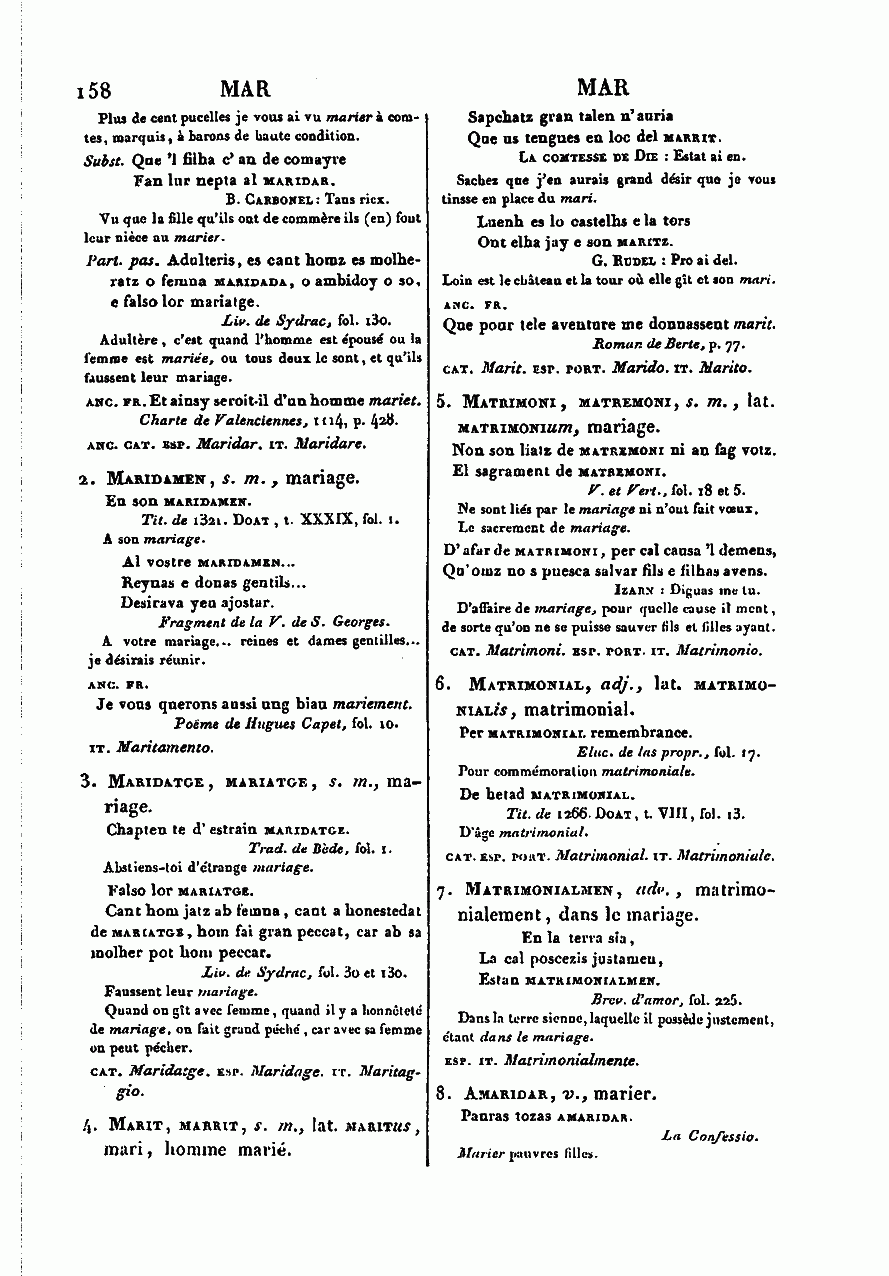 158 MAR
Plus de cent pucelles je vous ai vu marier à com-
tes, marquis, à barons de haute condition.
Subst. Que 'l filha c' an de comayre
Fan lur nepta al MARIDAR.
B. CARBONEL: Tans ricx.
Vu que la fille qu'ils ont de commère ils (en) font
leur nièce au marier.
Part. pas. Adulteris, es cant homz es molhe-
ratz o femna MARIDADA, o ambidoy o so,
e falso lor mariatge.
Liv. de Sydrac, fol. 130.
Adultère, c'est quand l'homme est épousé ou la
femme est mariée, ou tous deux le sont, et qu'ils
faussent leur mariage.
ANC. FR. Et ainsy seroit-il d'un homme mariet.
Charte de Valenciennes, 1114, p. 428.
ANC. CAT. ESP. Maridar. IT. Maridare.
2. MARIDAMEN, s. m., mariage.
En son MARIDAMEN.
Tit. de 1321. DOAT, t. XXXIX, fol. 1.
A son mariage.
Al vostre MARIDAMEN...
Reynas e donas gentils...
Desirava yeu ajostar.
Fragment de la V. de S. Georges.
A votre mariage... reines et dames gentilles...
je désirais réunir.
ANC. FR.
Je vous querons aussi ung biau mariement.
Poëme de Hugues Capet, fol. 10.
IT. Maritamento.
3. MARIDATGE, MARIATGE, s. m., ma-
riage.
Chapten te d' estrain MARIDATGE.
Trad. de Bède, fol. 1.
Abstiens-toi d'étrange mariage.
Falso lor MARIATGE.
Cant hom jatz ab femna, cant a honestedat
de MARIATGE, hom fai gran peccat, car ab sa
molher pot hom peccar.
Liv. de Sydrac, fol. 30 et 130.
Faussent leur mariage.
Quand on gît avec femme, quand il y a honnêteté
de mariage, on fait grand péché, car avec sa femme
on peut pécher.
CAT. Maridatge. ESP. Maridage. IT. Maritag-
gio.
4. MARIT, MARRIT, s. m., lat. MARITUS,
mari, homme marié.
MAR
Sapchatz gran talen n'auria
Que us tengues en loc del MARRIT.
LA COMTESSE DE DIE : Estat ai en.
Sachez que j'en aurais grand désir que je vous
tinsse en place du mari.
Luenh es lo castelhs e la tors
Ont elha jay e son MARITZ.
G. RUDEL : Pro ai del.
Loin est le château et la tour où elle gît et son mari.
ANC. FR.
Que pour tele aventure me donnassent marit.
Roman de Berte, p. 77.
CAT. Marit. ESP. PORT. Marido. IT. Marito.
5. MATRIMONI, MATREMONI, s. m., lat.
MATRIMONIum, mariage.
Non son liatz de MATREMONI ni an fag votz.
El sagrament de MATREMONI.
V. et Vert., fol. 18 et 5.
Ne sont liés par le mariage ni n'out fait vœux.
Le sacrement de mariage.
D'afar de MATRIMONI, per cal causa 'l demens,
Qu'omz no s puesca salvar fils e filhas avens.
IZARN : Diguas me tu.
D'affaire de mariage, pour quelle cause il ment,
de sorte qu'on ne se puisse sauver fils et filles ayant.
CAT. Matrimoni. ESP. PORT. IT. Matrimonio.
6. MATRIMONIAL, adj., lat. MATRIMO-
NIALis, matrimonial.
Per MATRIMONIAL remembrance.
Eluc. de las propr., fol. 17.
Pour commémoration matrimoniale.
De hetad MATRIMONIAL.
Tit. de 1266. DOAT, t. VIII, fol. 13.
D'âge matrimonial.
CAT. ESP. PORT. Matrimonial. IT. Matrimoniale.
7. MATRIMONIALMEN, adv., matrimo-
nialement, dans le mariage.
En la terra sia,
La cal poscezis justamen,
Estan MATRIMONIALMEN.
Brev. d'amor, fol. 225.
Dans la terre sienne, laquelle il possède justement,
étant dans le mariage.
ESP. IT. Matrimonialmente.
8. AMARIDAR, v., marier.
Pauras tozas AMARIDAR.
La Confessio.
Marier pauvres filles.